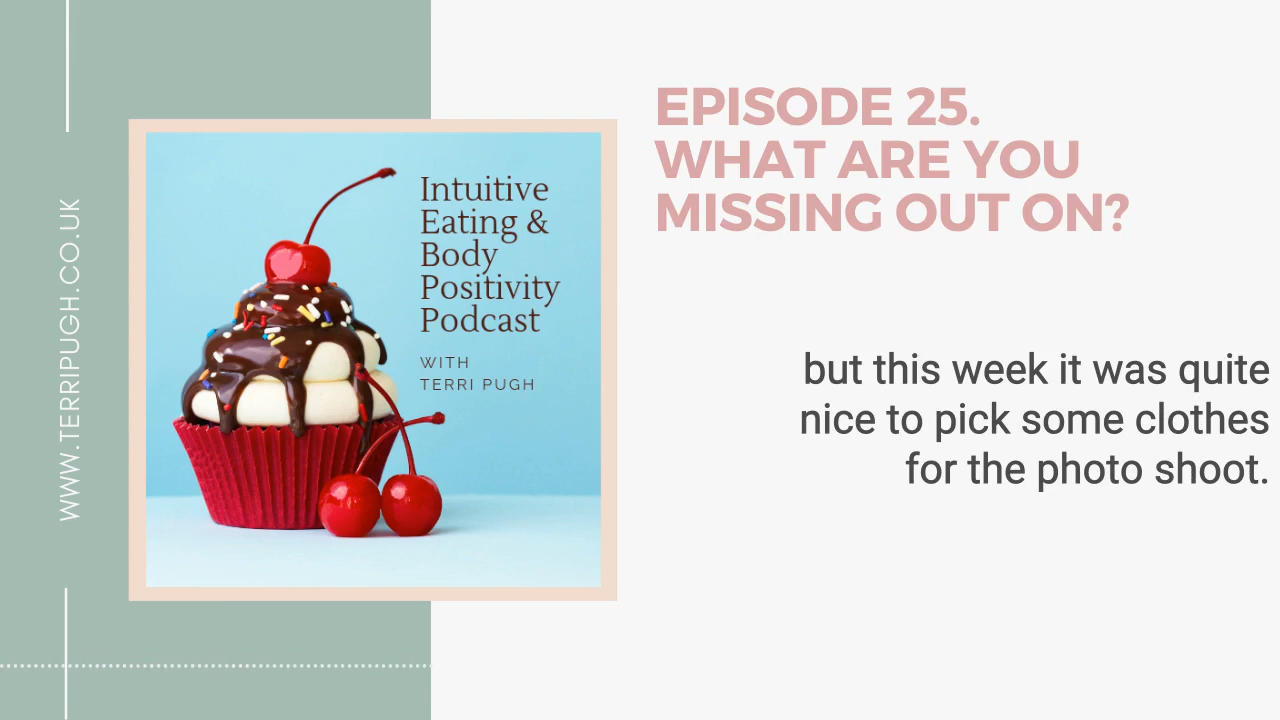 WWW.TERRIPUGH.CO.UK
Intuitive
Eating &
Body
Positivity
Podcast
WITH
TERRI PUGH
EPISODE 25.
WHAT ARE YOU
MISSING OUT ON?
but this week it was quite
nice to pick some clothes
for the photo shoot.